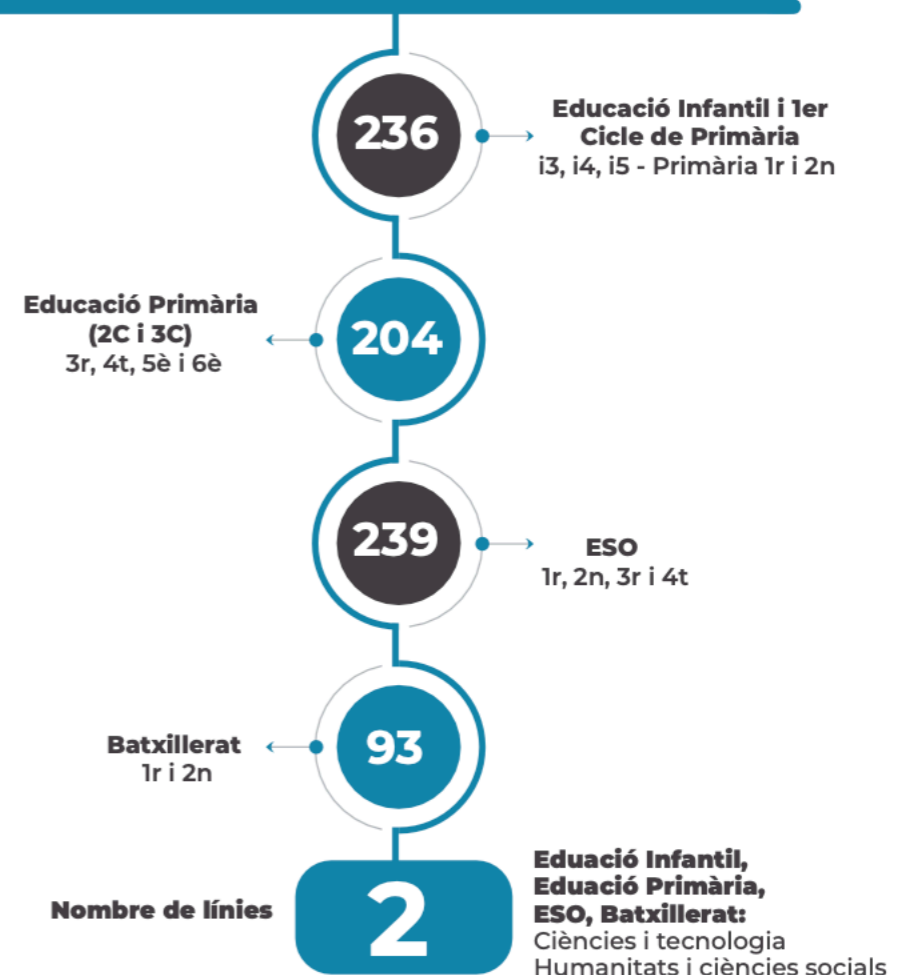 236
Educació Infantil i 1er
Cicle de Primària
i3, i4, i5 - Primària 1r i 2n
Educació Primària
(2C i 3C)
3r, 4t, 5è i 6è
204
239
ESO
1r, 2n, 3r i 4t
Batxillerat
1r i 2n
93
Nombre de línies
2
Eduació Infantil,
Eduació Primària,
ESO, Batxillerat:
Ciències i tecnologia
Humanitats i ciències socials